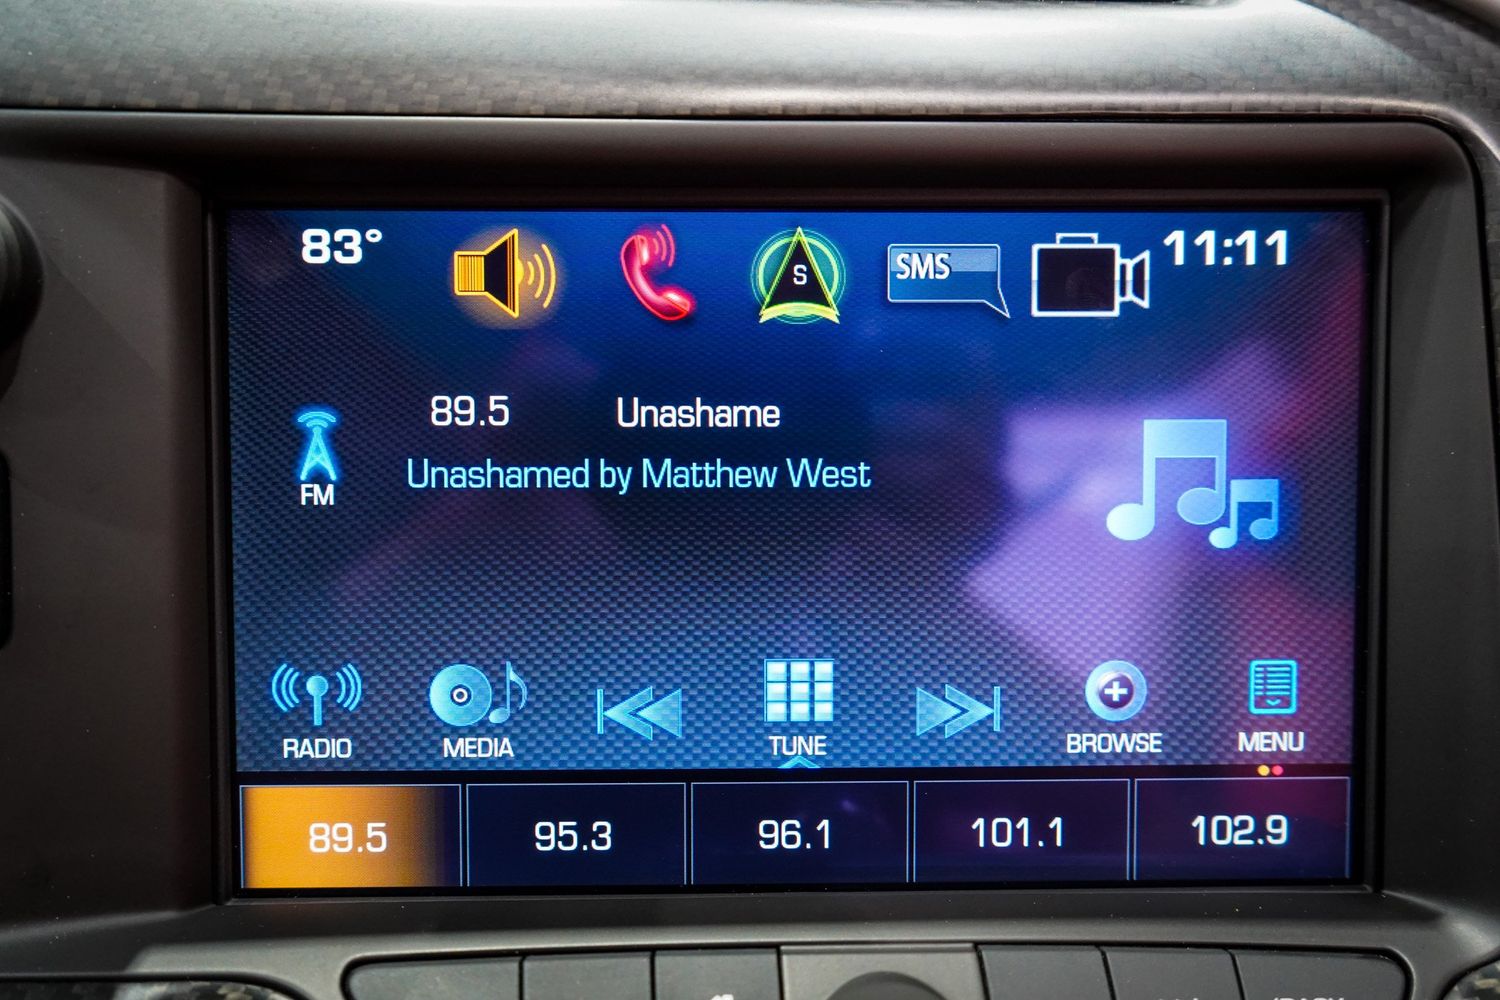 83°
S
SMS
11:11
89.5 Unashame
Unashamed by Matthew West
FM
RADIO
MEDIA
TUNE
BROWSE
MENU
89.5
95.3
96.1
101.1
102.9